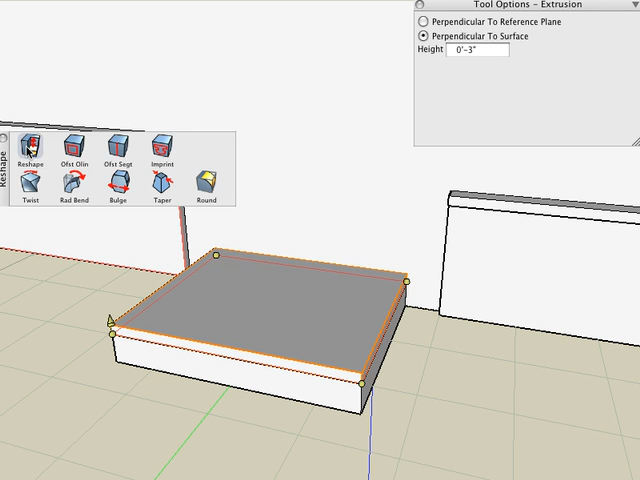 Tool Options - Extrusion
Perpendicular To Reference Plane
Perpendicular To Surface
Height 0'-3"
Reshape
Reshape Ofst Olin Ofst Segt Imprint
Twist Rad Bend Bulge Taper Round